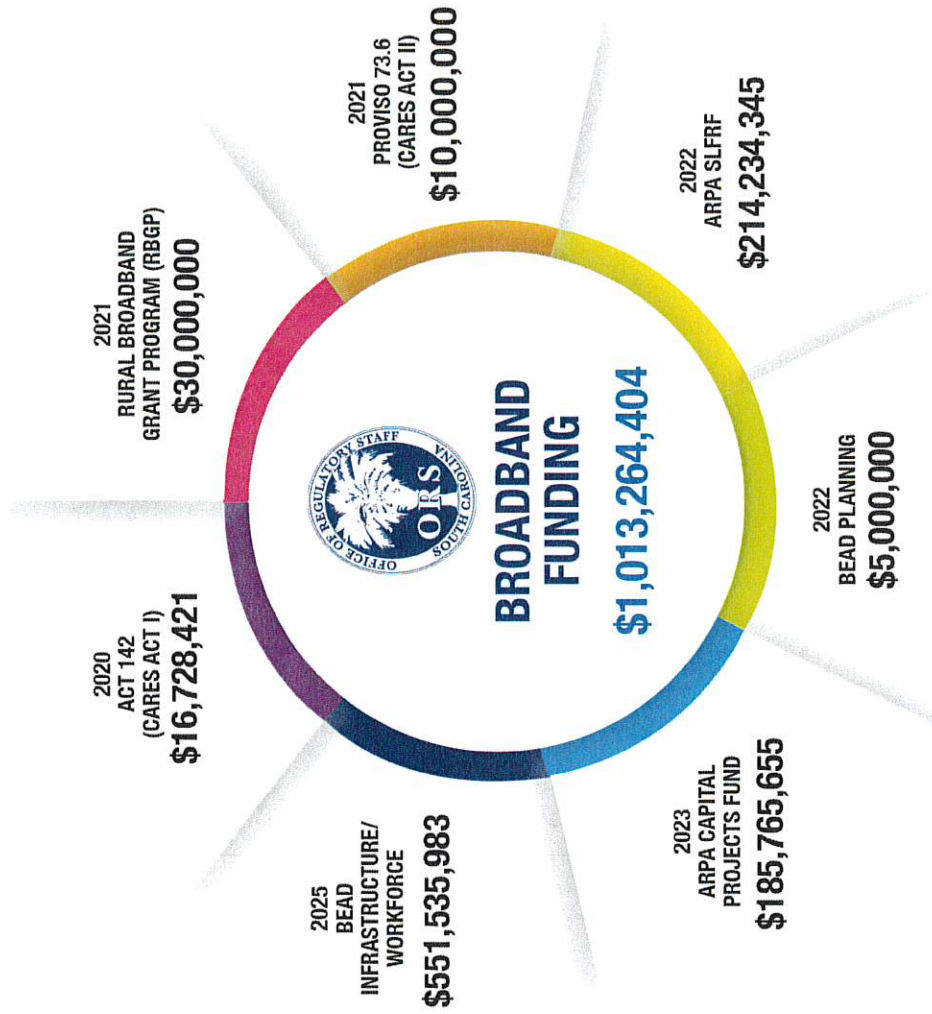 2020
ACT 142
(CARES ACT I)
$16,728,421
2021
RURAL BROADBAND
GRANT PROGRAM (RBGP)
$30,000,000
2021
PROVISO 73.6
(CARES ACT II)
$10,000,000
2022
ARPA SLFRF
$214,234,345
2022
BEAD PLANNING
$5,000,000
2023
ARPA CAPITAL
PROJECTS FUND
$185,765,655
2025
BEAD
INFRASTRUCTURE/
WORKFORCE
$551,535,983
OFFICE OF REGULATORY STAFF
ORS
SOUTH CAROLINA
BROADBAND
FUNDING
$1,013,264,404